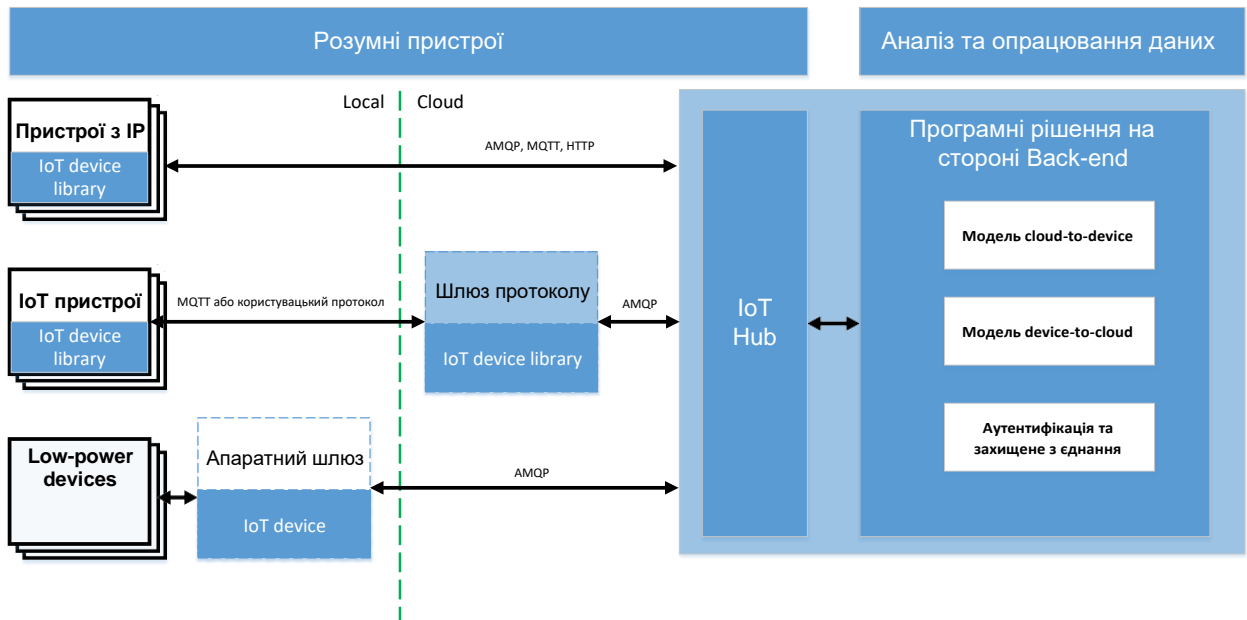 Розумні пристрої
Аналіз та опрацювання даних
Local
Cloud
Пристрої з IP
IoT device
library
AMQP, MQTT, HTTP
IoT пристрої
IoT device
library
MQTT або користувацький протокол
Шлюз протоколу
IoT device library
AMQP
Low-power
devices
Апаратний шлюз
IoT device
AMQP
IoT
Hub
Програмні рішення на
стороні Back-end
Модель cloud-to-device
Модель device-to-cloud
Аутентифікація та
захищене з єднання